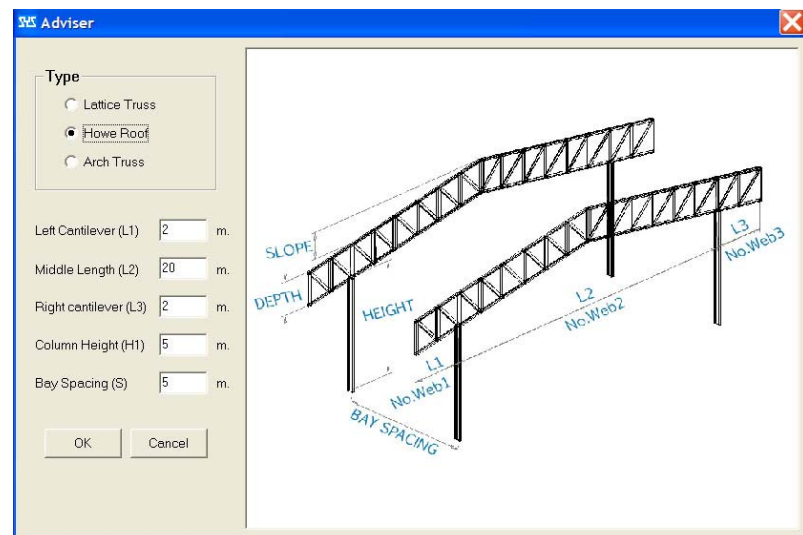 SHS Adviser
Type
Lattice Truss
Howe Roof
Arch Truss
Left Cantilever (L1) 2 m.
Middle Length (L2) 20 m.
Right cantilever (L3) 2 m.
Column Height (H1) 5 m.
Bay Spacing (S) 5 m.
OK Cancel
SLOPE
DEPTH
HEIGHT
L1
No.Web1
BAY SPACING
L2
No.Web2
L3
No.Web3